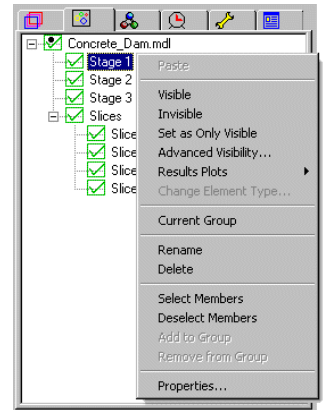 Concrete_Dam.mdl
Stage 1
Stage 2
Stage 3
Slices
Slice
Slice
Slice
Slice
Paste
Visible
Invisible
Set as Only Visible
Advanced Visibility...
Results Plots
Change Element Type...
Current Group
Rename
Delete
Select Members
Deselect Members
Add to Group
Remove from Group
Properties...